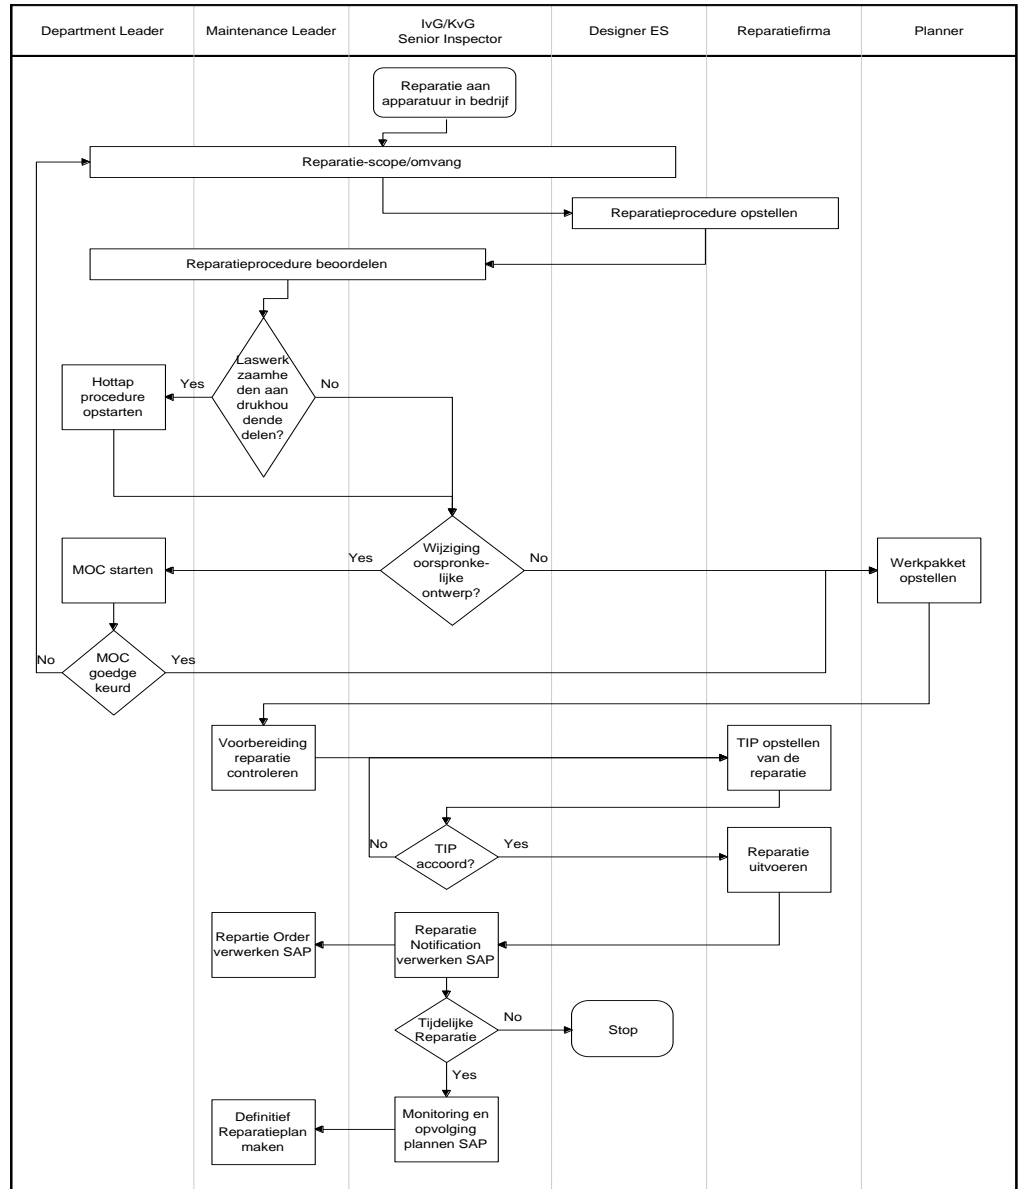 Department Leader
Maintenance Leader
IvG/KvG
Senior Inspector
Designer ES
Reparatiefirma
Planner
Reparatie aan
apparatuur in bedrijf
Reparatie-scope/omvang
Reparatieprocedure opstellen
Reparatieprocedure beoordelen
Laswerk
zaamhe
den aan
drukhou
dende
delen?
Yes
No
Hottap
procedure
opstarten
Wijziging
oorspronke-
lijke
ontwerp?
Yes
No
MOC starten
Werkpakket
opstellen
MOC
goedge
keurd
No
Yes
Voorbereiding
reparatie
controleren
TIP opstellen
van de
reparatie
TIP
accoord?
No
Yes
Reparatie
uitvoeren
Repartie Order
verwerken SAP
Reparatie
Notification
verwerken SAP
Tijdelijke
Reparatie
No
Stop
Yes
Definitief
Reparatieplan
maken
Monitoring en
opvolging
plannen SAP